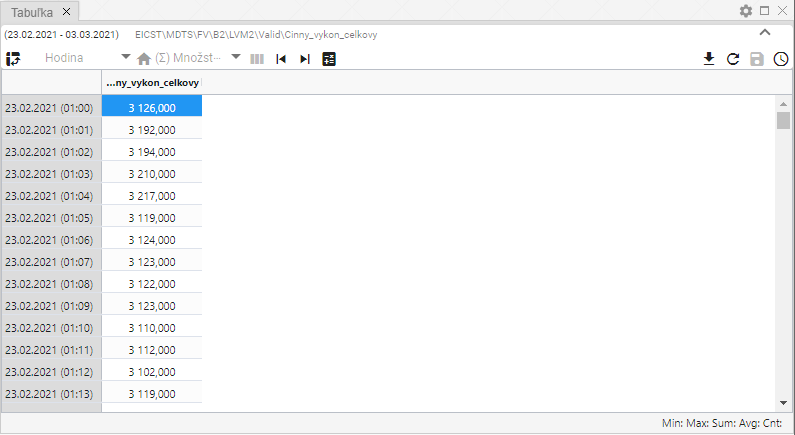 Tabuľka
(23.02.2021 - 03.03.2021) EICST\MDTS\FV\B2\LVM2\Valid\Cinny_vykon_celkovy
Hodina (Σ) Množst···
...ny_vykon_celkovy
23.02.2021 (01:00) 3 126,000
23.02.2021 (01:01) 3 192,000
23.02.2021 (01:02) 3 194,000
23.02.2021 (01:03) 3 210,000
23.02.2021 (01:04) 3 217,000
23.02.2021 (01:05) 3 119,000
23.02.2021 (01:06) 3 124,000
23.02.2021 (01:07) 3 123,000
23.02.2021 (01:08) 3 122,000
23.02.2021 (01:09) 3 123,000
23.02.2021 (01:10) 3 110,000
23.02.2021 (01:11) 3 112,000
23.02.2021 (01:12) 3 102,000
23.02.2021 (01:13) 3 119,000
Min: Max: Sum: Avg: Cnt: